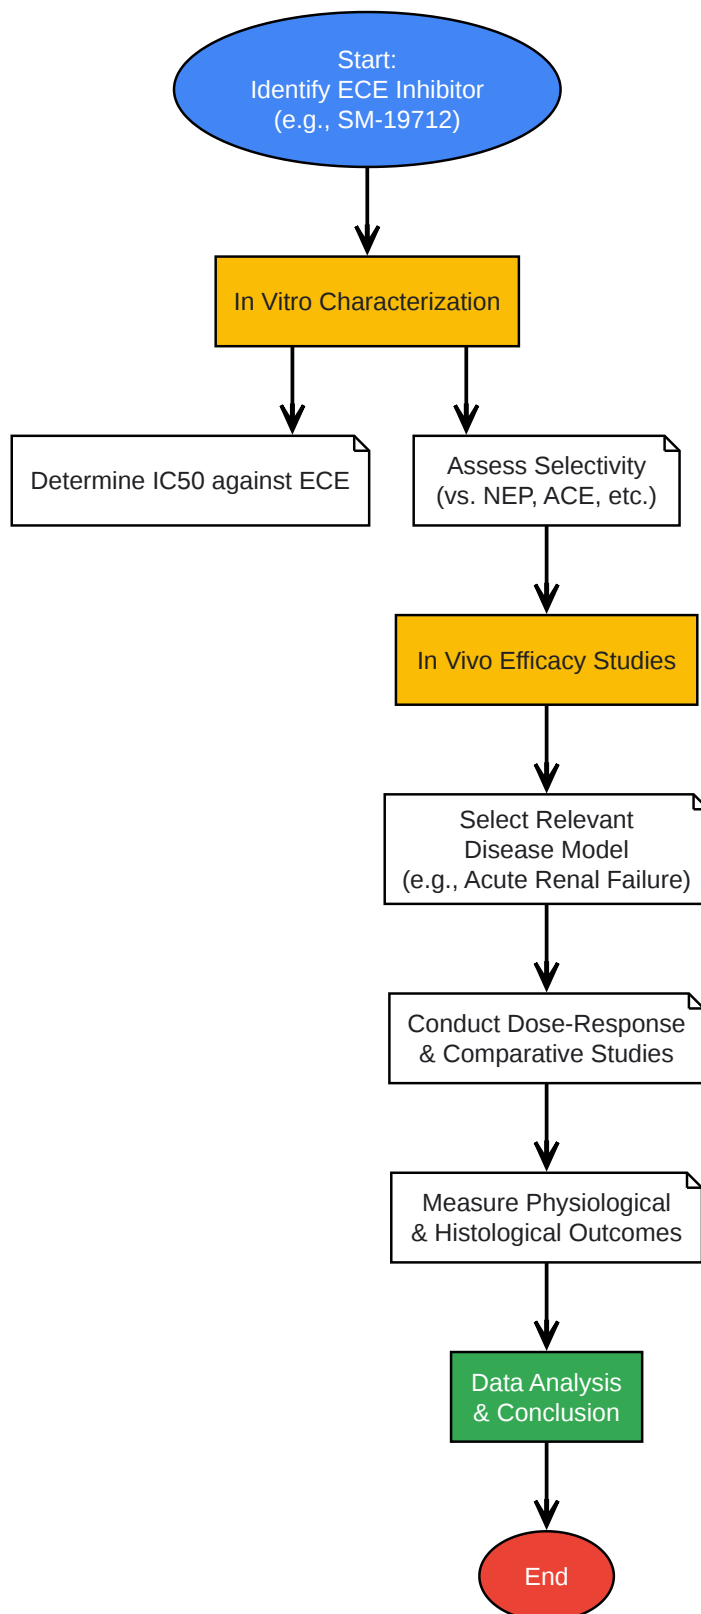 Start:
Identify ECE Inhibitor
(e.g., SM-19712)
In Vitro Characterization
Determine IC50 against ECE
Assess Selectivity
(vs. NEP, ACE, etc.)
In Vivo Efficacy Studies
Select Relevant
Disease Model
(e.g., Acute Renal Failure)
Conduct Dose-Response
& Comparative Studies
Measure Physiological
& Histological Outcomes
Data Analysis
& Conclusion
End